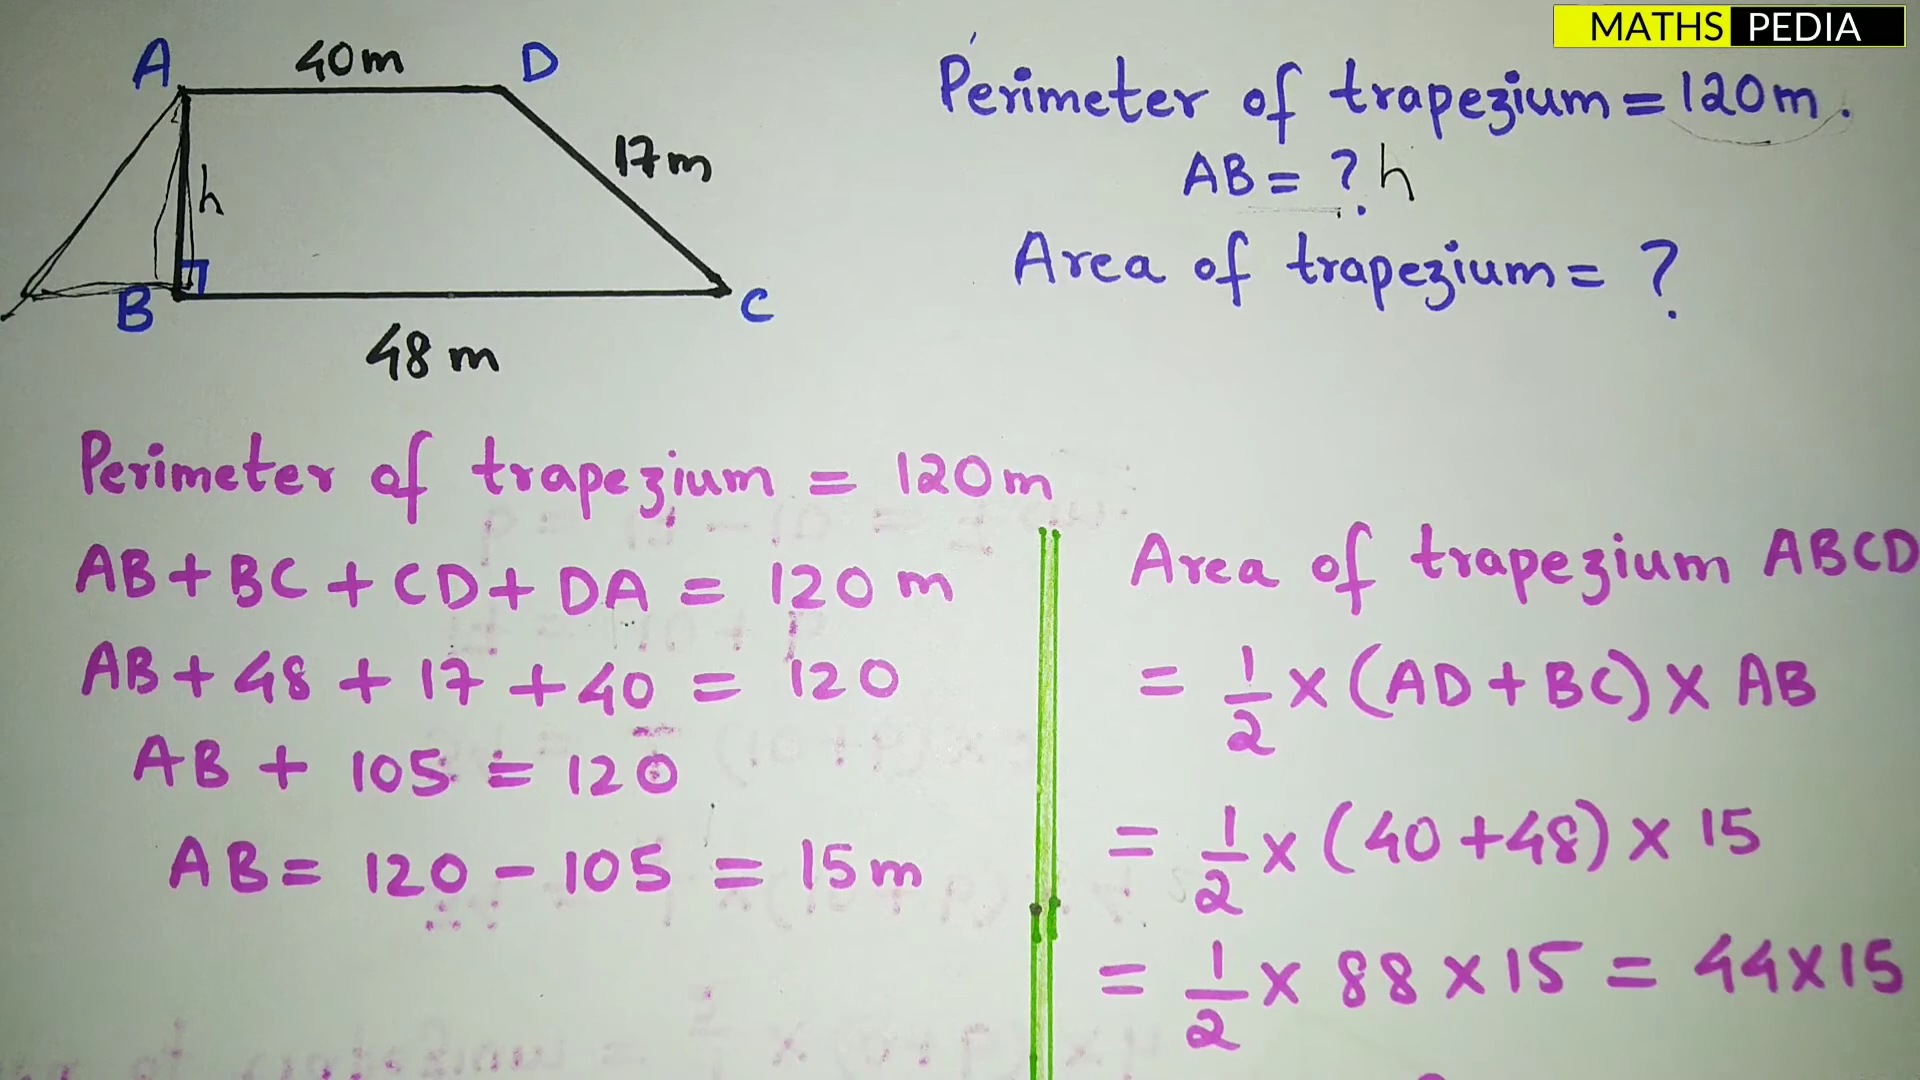 MATHS PEDIA
A 40m D
17m
h
B C
48 m
Perimeter of trapezium = 120m.
AB = ? h
Area of trapezium = ?
Perimeter of trapezium = 120m
AB + BC + CD + DA = 120 m
AB + 48 + 17 + 40 = 120
AB + 105 = 120
AB = 120 - 105 = 15m
Area of trapezium ABCD
= 1/2 × (AD + BC) × AB
= 1/2 × (40 + 48) × 15
= 1/2 × 88 × 15 = 44 × 15